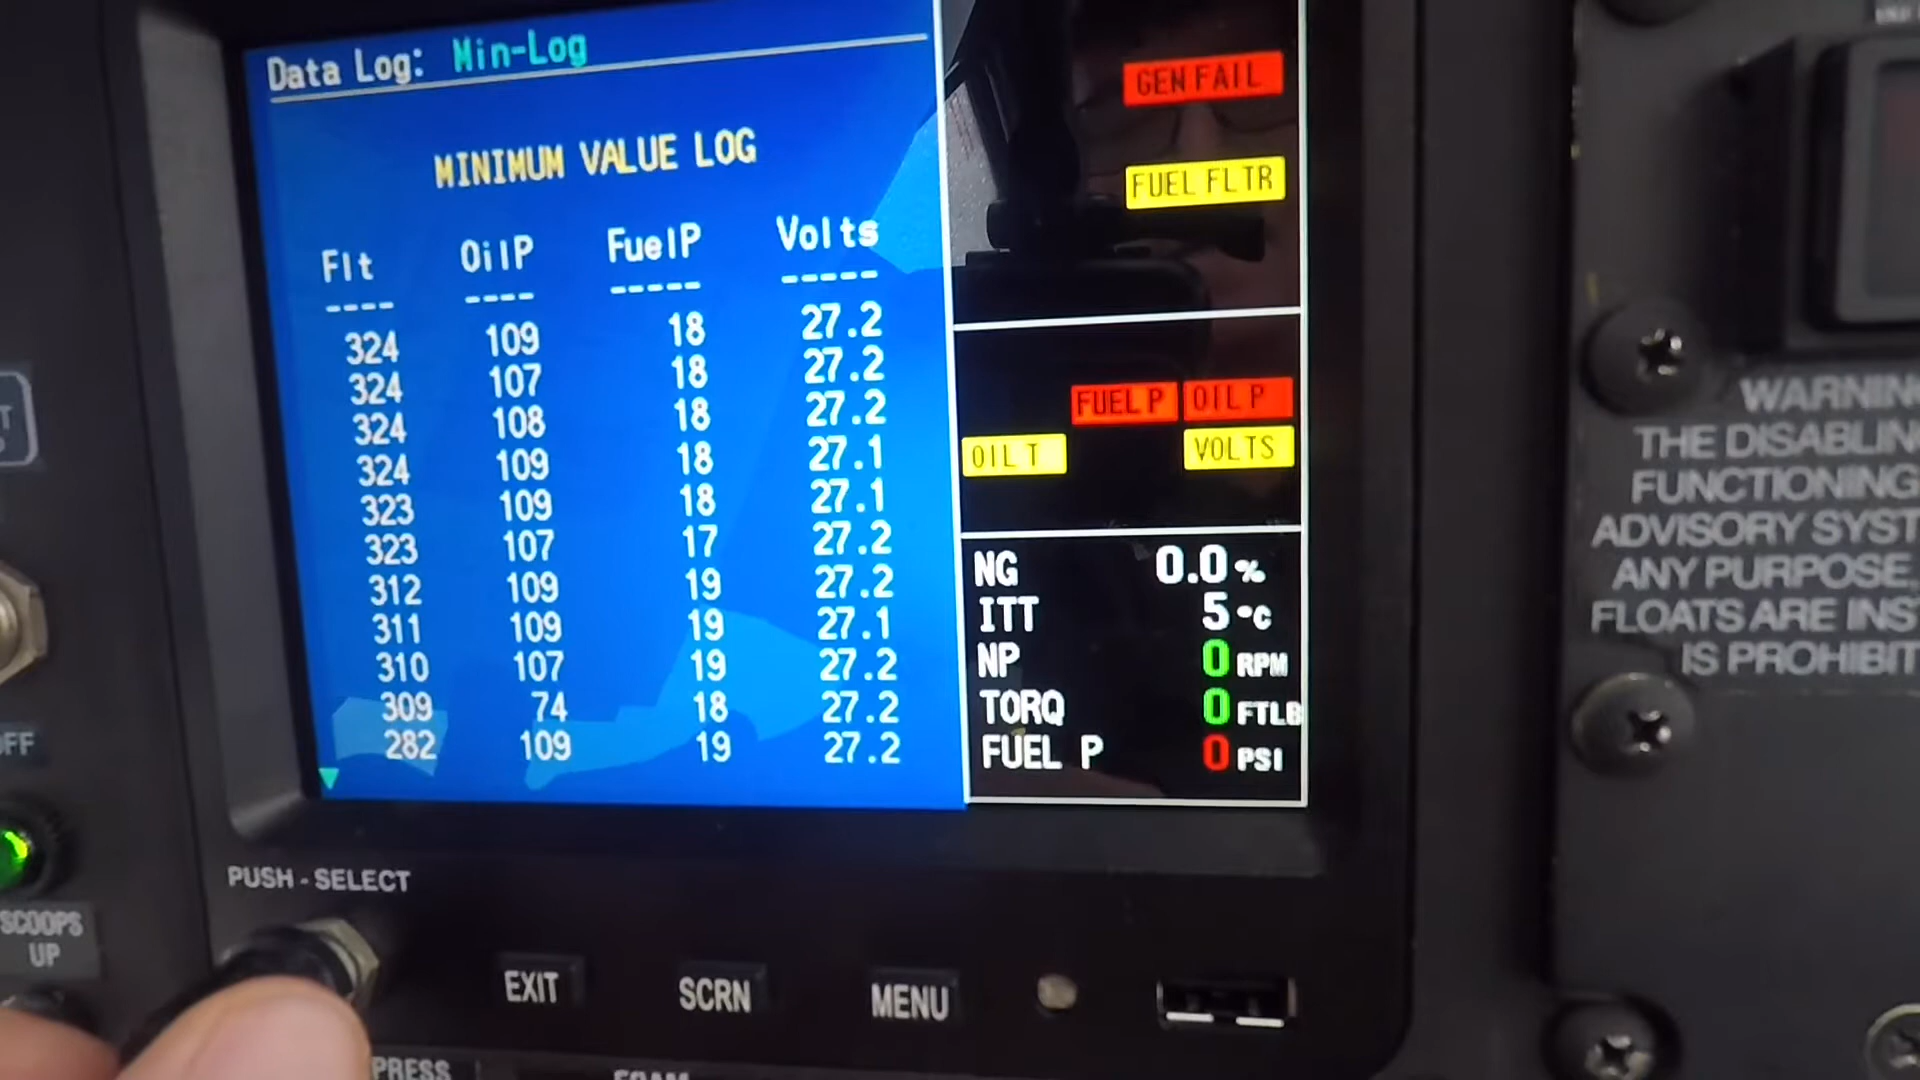 Data Log: Min-Log
MINIMUM VALUE LOG
Flt OilP FuelP Volts
---- ---- ----- -----
324 109 18 27.2
324 107 18 27.2
324 108 18 27.2
324 109 18 27.1
323 109 18 27.1
323 107 17 27.2
312 109 19 27.2
311 109 19 27.1
310 107 19 27.2
309 74 18 27.2
282 109 19 27.2
GEN FAIL
FUEL FLTR
FUEL P OIL P
OIL T VOLTS
NG 0.0 %
ITT 5 °C
NP 0 RPM
TORQ 0 FTLB
FUEL P 0 PSI
WARNIN
THE DISABLIN
FUNCTIONING
ADVISORY SYST
ANY PURPOSE,
FLOATS ARE INS
IS PROHIBIT
SCOOPS
UP
PUSH - SELECT
EXIT SCRN MENU
PRESS
FOAM